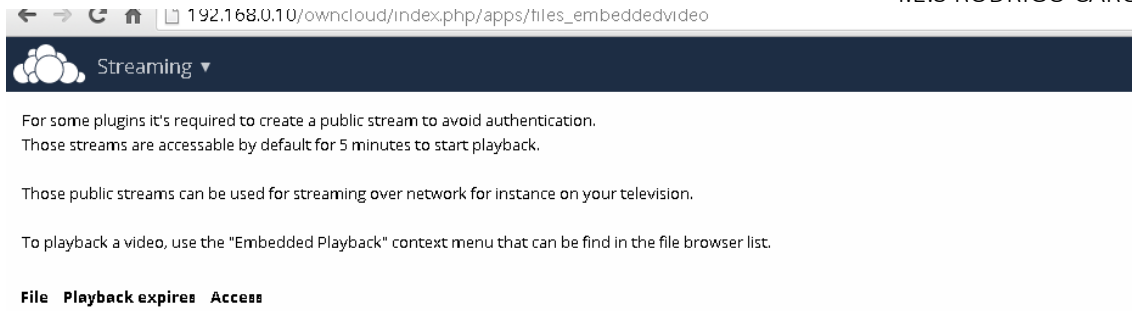 192.168.0.10/owncloud/index.php/apps/files_embeddedvideo
Streaming ▾
For some plugins it's required to create a public stream to avoid authentication.
Those streams are accessable by default for 5 minutes to start playback.
Those public streams can be used for streaming over network for instance on your television.
To playback a video, use the "Embedded Playback" context menu that can be find in the file browser list.
File Playback expires Access